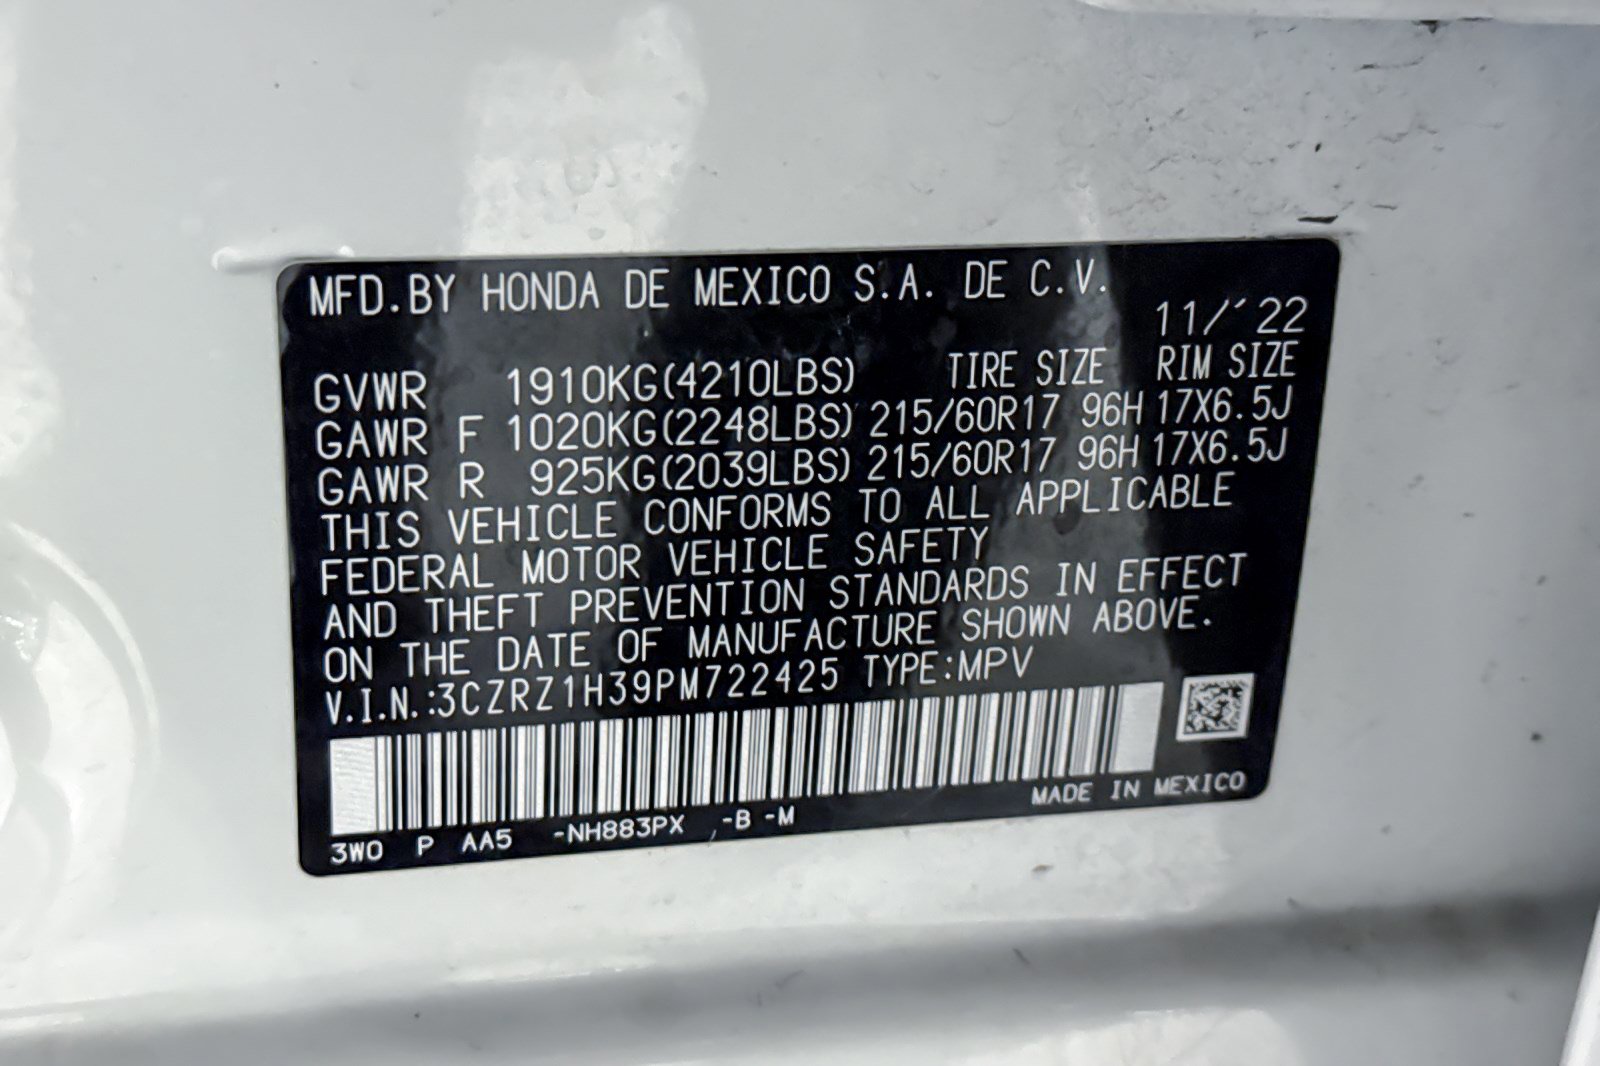 MFD.BY HONDA DE MEXICO S.A. DE C.V.
11/´22
GVWR 1910KG(4210LBS) TIRE SIZE RIM SIZE
GAWR F 1020KG(2248LBS) 215/60R17 96H 17X6.5J
GAWR R 925KG(2039LBS) 215/60R17 96H 17X6.5J
THIS VEHICLE CONFORMS TO ALL APPLICABLE
FEDERAL MOTOR VEHICLE SAFETY
AND THEFT PREVENTION STANDARDS IN EFFECT
ON THE DATE OF MANUFACTURE SHOWN ABOVE.
V.I.N.:3CZRZ1H39PM722425 TYPE:MPV
MADE IN MEXICO
3W0 P AA5 -NH883PX ,-B -M